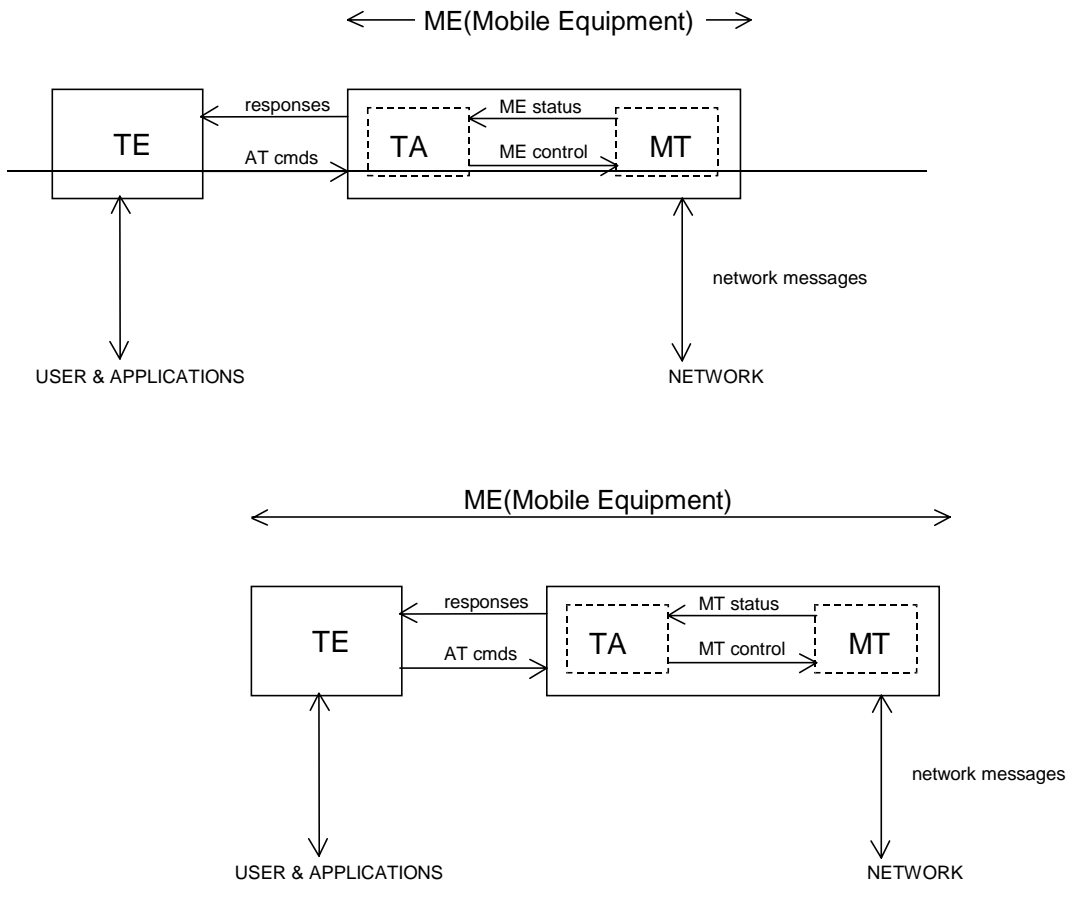 ME(Mobile Equipment)
responses
ME status
TE
TA
MT
AT cmds
ME control
network messages
USER & APPLICATIONS
NETWORK
ME(Mobile Equipment)
responses
MT status
TE
TA
MT
AT cmds
MT control
network messages
USER & APPLICATIONS
NETWORK